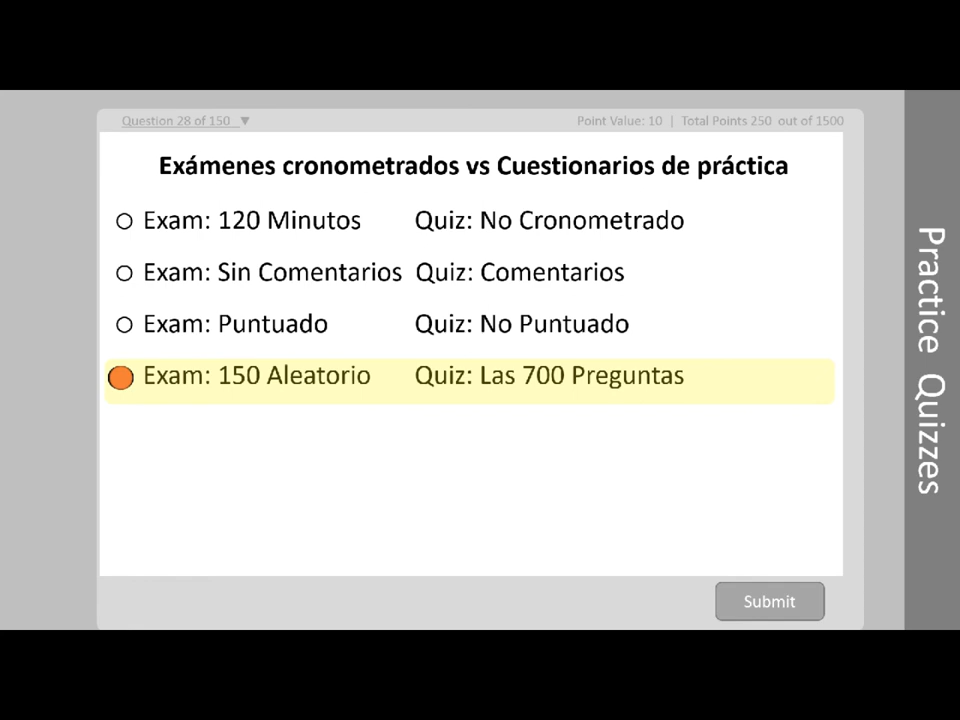 Question 28 of 150 ▼
Point Value: 10 | Total Points 250 out of 1500
Exámenes cronometrados vs Cuestionarios de práctica
Exam: 120 Minutos Quiz: No Cronometrado
Exam: Sin Comentarios Quiz: Comentarios
Exam: Puntuado Quiz: No Puntuado
Exam: 150 Aleatorio Quiz: Las 700 Preguntas
Submit
Practice Quizzes